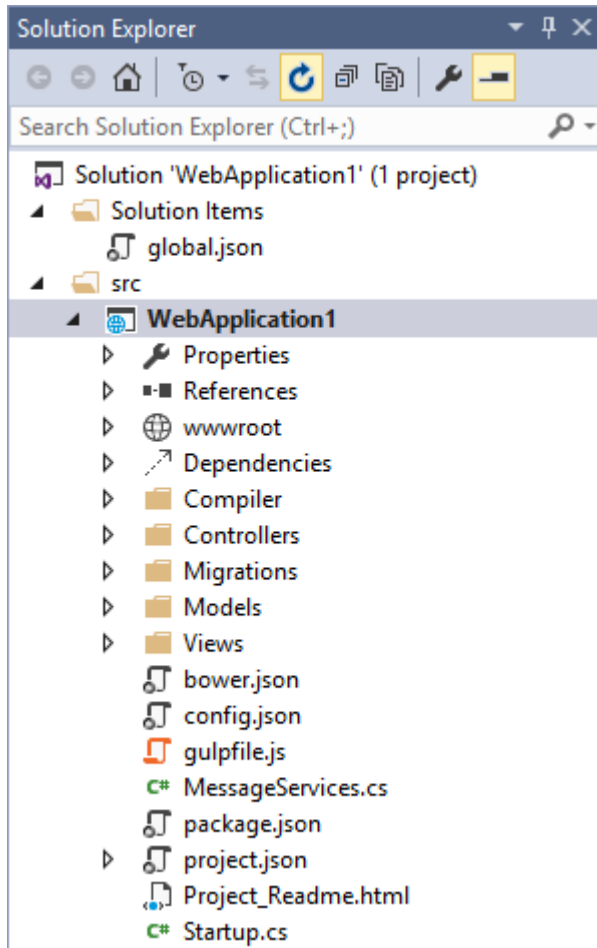 Solution Explorer
Search Solution Explorer (Ctrl+;)
Solution 'WebApplication1' (1 project)
Solution Items
global.json
src
WebApplication1
Properties
References
wwwroot
Dependencies
Compiler
Controllers
Migrations
Models
Views
bower.json
config.json
gulpfile.js
C# MessageServices.cs
package.json
project.json
Project_Readme.html
C# Startup.cs